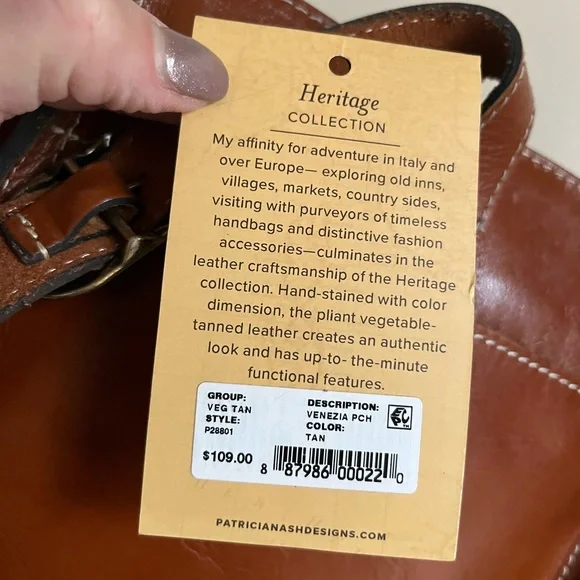 Heritage
COLLECTION
My affinity for adventure in Italy and
over Europe— exploring old inns,
villages, markets, country sides,
visiting with purveyors of timeless
handbags and distinctive fashion
accessories—culminates in the
leather craftsmanship of the Heritage
collection. Hand-stained with color
dimension, the pliant vegetable-
tanned leather creates an authentic
look and has up-to- the-minute
functional features.
GROUP: DESCRIPTION:
VEG TAN VENEZIA PCH
STYLE: COLOR:
P28801 TAN
$109.00 8 87986 00022 0
PATRICIANASHDESIGNS.COM